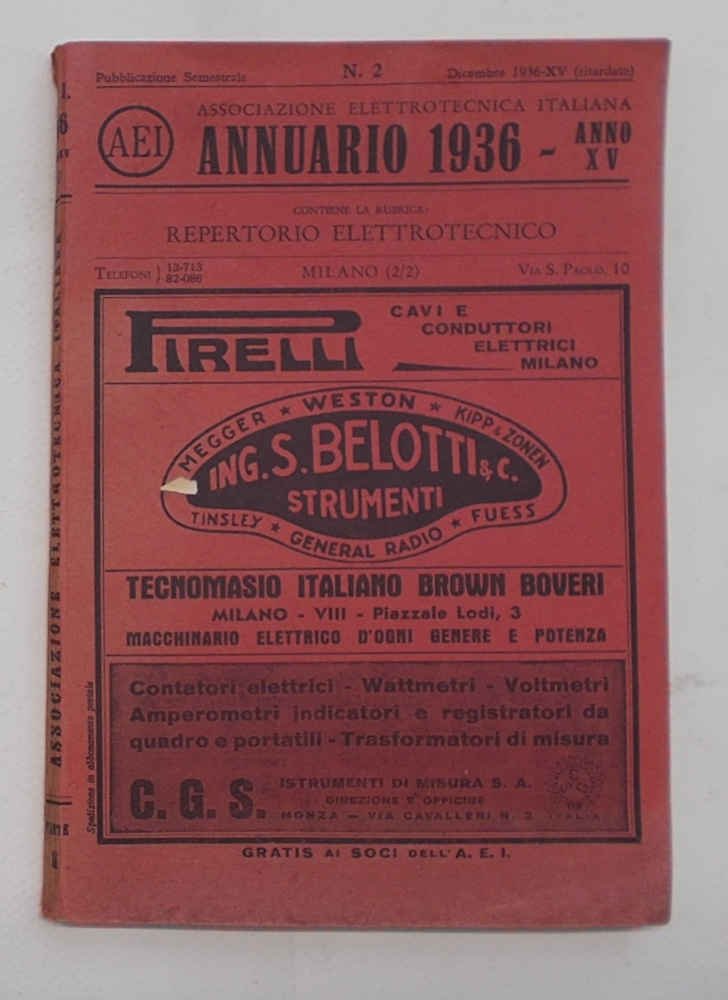 Pubblicazione Semestrale N. 2 Dicembre 1936-XV (ritardato)
AEI
ASSOCIAZIONE ELETTROTECNICA ITALIANA
ANNUARIO 1936 - ANNO XV
CONTIENE LA RUBRICA:
REPERTORIO ELETTROTECNICO
TELEFONI } 13-713 82-086 MILANO (2/2) VIA S. PAOLO, 10
PIRELLI
CAVI E
CONDUTTORI
ELETTRICI
MILANO
MEGGER ★ WESTON ★ KIPP & ZONEN
ING. S. BELOTTI & C.
STRUMENTI
TINSLEY ★ GENERAL RADIO ★ FUESS
TECNOMASIO ITALIANO BROWN BOVERI
MILANO - VIII - Piazzale Lodi, 3
MACCHINARIO ELETTRICO D'OGNI GENERE E POTENZA
Contatori elettrici - Wattmetri - Voltmetri
Amperometri indicatori e registratori da
quadro e portatili - Trasformatori di misura
C. G. S. ISTRUMENTI DI MISURA S. A.
DIREZIONE E OFFICINE
MONZA — VIA CAVALLERI N. 2
GRATIS AI SOCI DELL'A. E. I.
Spedizione in abbonamento postale
ASSOCIAZIONE ELETTROTECNICA ITALIANA